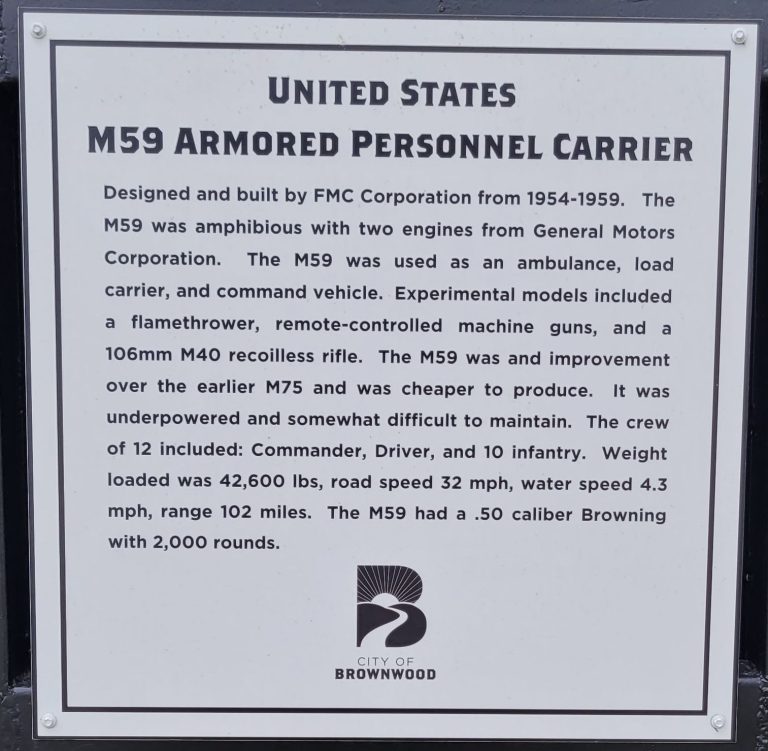 UNITED STATES
M59 ARMORED PERSONNEL CARRIER
Designed and built by FMC Corporation from 1954-1959. The
M59 was amphibious with two engines from General Motors
Corporation. The M59 was used as an ambulance, load
carrier, and command vehicle. Experimental models included
a flamethrower, remote-controlled machine guns, and a
106mm M40 recoilless rifle. The M59 was and improvement
over the earlier M75 and was cheaper to produce. It was
underpowered and somewhat difficult to maintain. The crew
of 12 included: Commander, Driver, and 10 infantry. Weight
loaded was 42,600 lbs, road speed 32 mph, water speed 4.3
mph, range 102 miles. The M59 had a .50 caliber Browning
with 2,000 rounds.
B
CITY OF
BROWNWOOD